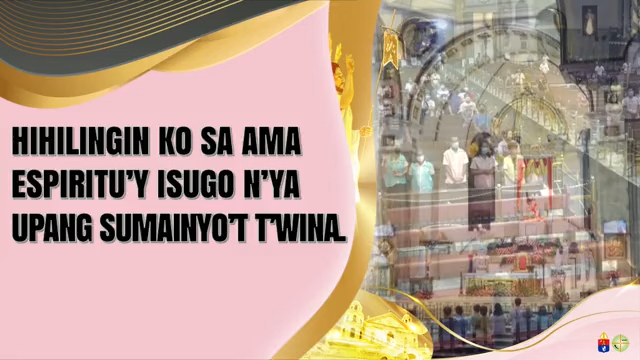 HIHILINGIN KO SA AMA
ESPIRITU'Y ISUGO N'YA
UPANG SUMAINYO'T T'WINA.